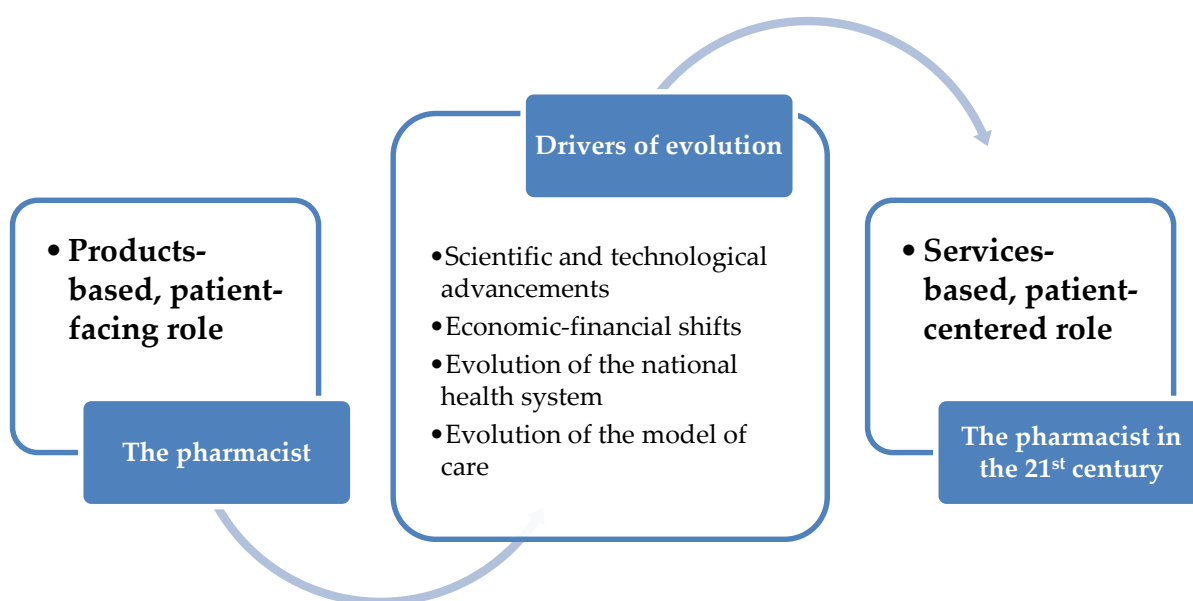 • Products-
based, patient-
facing role
The pharmacist
Drivers of evolution
•Scientific and technological
advancements
•Economic-financial shifts
•Evolution of the national
health system
•Evolution of the model of
care
• Services-
based, patient-
centered role
The pharmacist in
the 21st century